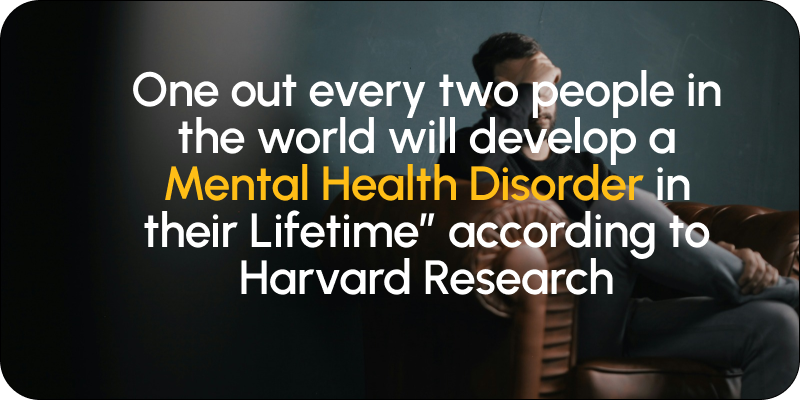 One out every two people in
the world will develop a
Mental Health Disorder in
their Lifetime” according to
Harvard Research